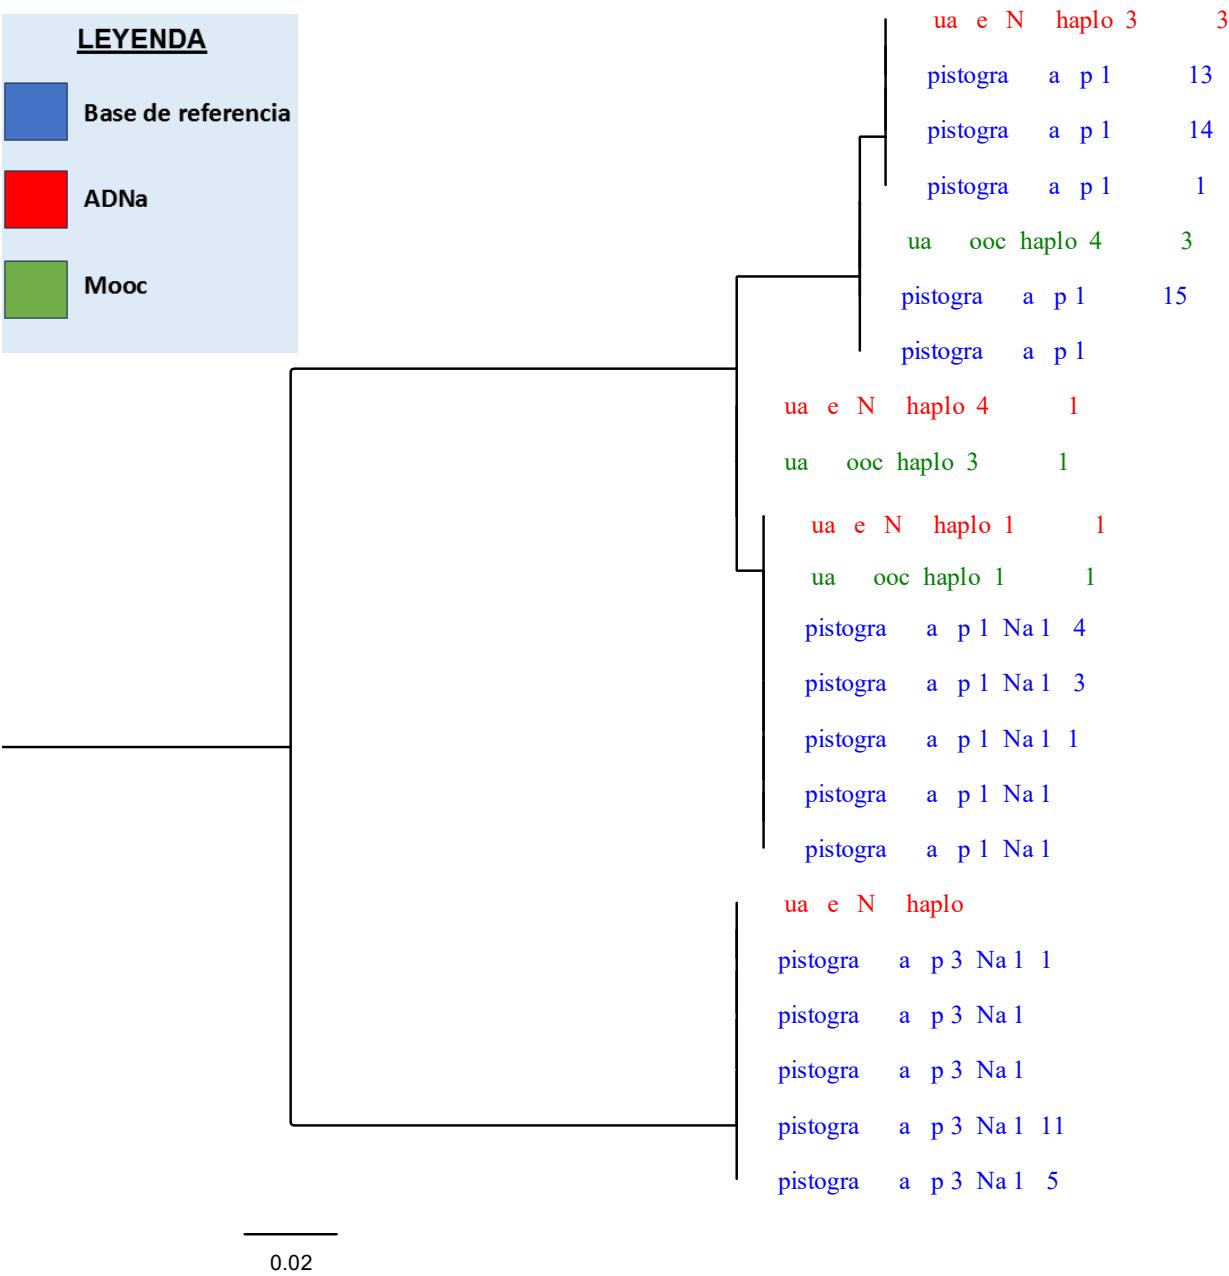 LEYENDA
Base de referencia
ADNa
Mooc
ua e N haplo 3 3
pistogra a p 1 13
pistogra a p 1 14
pistogra a p 1 1
ua ooc haplo 4 3
pistogra a p 1 15
pistogra a p 1
ua e N haplo 4 1
ua ooc haplo 3 1
ua e N haplo 1 1
ua ooc haplo 1 1
pistogra a p 1 Na 1 4
pistogra a p 1 Na 1 3
pistogra a p 1 Na 1 1
pistogra a p 1 Na 1
pistogra a p 1 Na 1
ua e N haplo
pistogra a p 3 Na 1 1
pistogra a p 3 Na 1
pistogra a p 3 Na 1
pistogra a p 3 Na 1 11
pistogra a p 3 Na 1 5
0.02